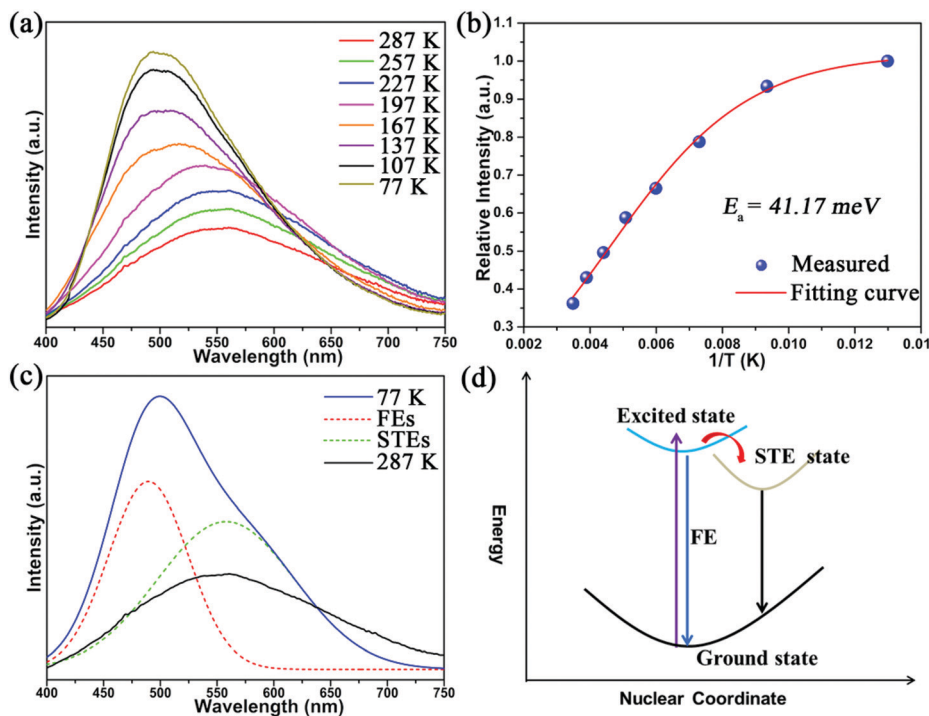 (a)
287 K
257 K
227 K
197 K
167 K
137 K
107 K
77 K
Intensity (a.u.)
400 450 500 550 600 650 700 750
Wavelength (nm)
(b)
1.1
1.0
0.9
0.8
0.7
0.6
0.5
0.4
0.3
Relative Intensity (a.u.)
Ea = 41.17 meV
Measured
Fitting curve
0.002 0.004 0.006 0.008 0.010 0.012 0.01
1/T (K)
(c)
77 K
FEs
STEs
287 K
Intensity (a.u.)
400 450 500 550 600 650 700 750
Wavelength (nm)
(d)
Excited state
STE state
FE
Ground state
Energy
Nuclear Coordinate